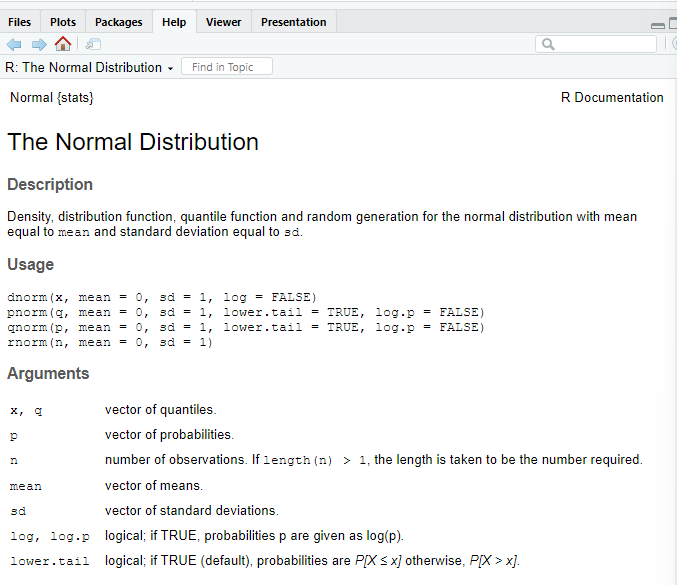 Files Plots Packages Help Viewer Presentation
R: The Normal Distribution Find in Topic
Normal {stats} R Documentation
The Normal Distribution
Description
Density, distribution function, quantile function and random generation for the normal distribution with mean
equal to mean and standard deviation equal to sd.
Usage
dnorm(x, mean = 0, sd = 1, log = FALSE)
pnorm(q, mean = 0, sd = 1, lower.tail = TRUE, log.p = FALSE)
qnorm(p, mean = 0, sd = 1, lower.tail = TRUE, log.p = FALSE)
rnorm(n, mean = 0, sd = 1)
Arguments
x, q vector of quantiles.
p vector of probabilities.
n number of observations. If length(n) > 1, the length is taken to be the number required.
mean vector of means.
sd vector of standard deviations.
log, log.p logical; if TRUE, probabilities p are given as log(p).
lower.tail logical; if TRUE (default), probabilities are P[X ≤ x] otherwise, P[X > x].